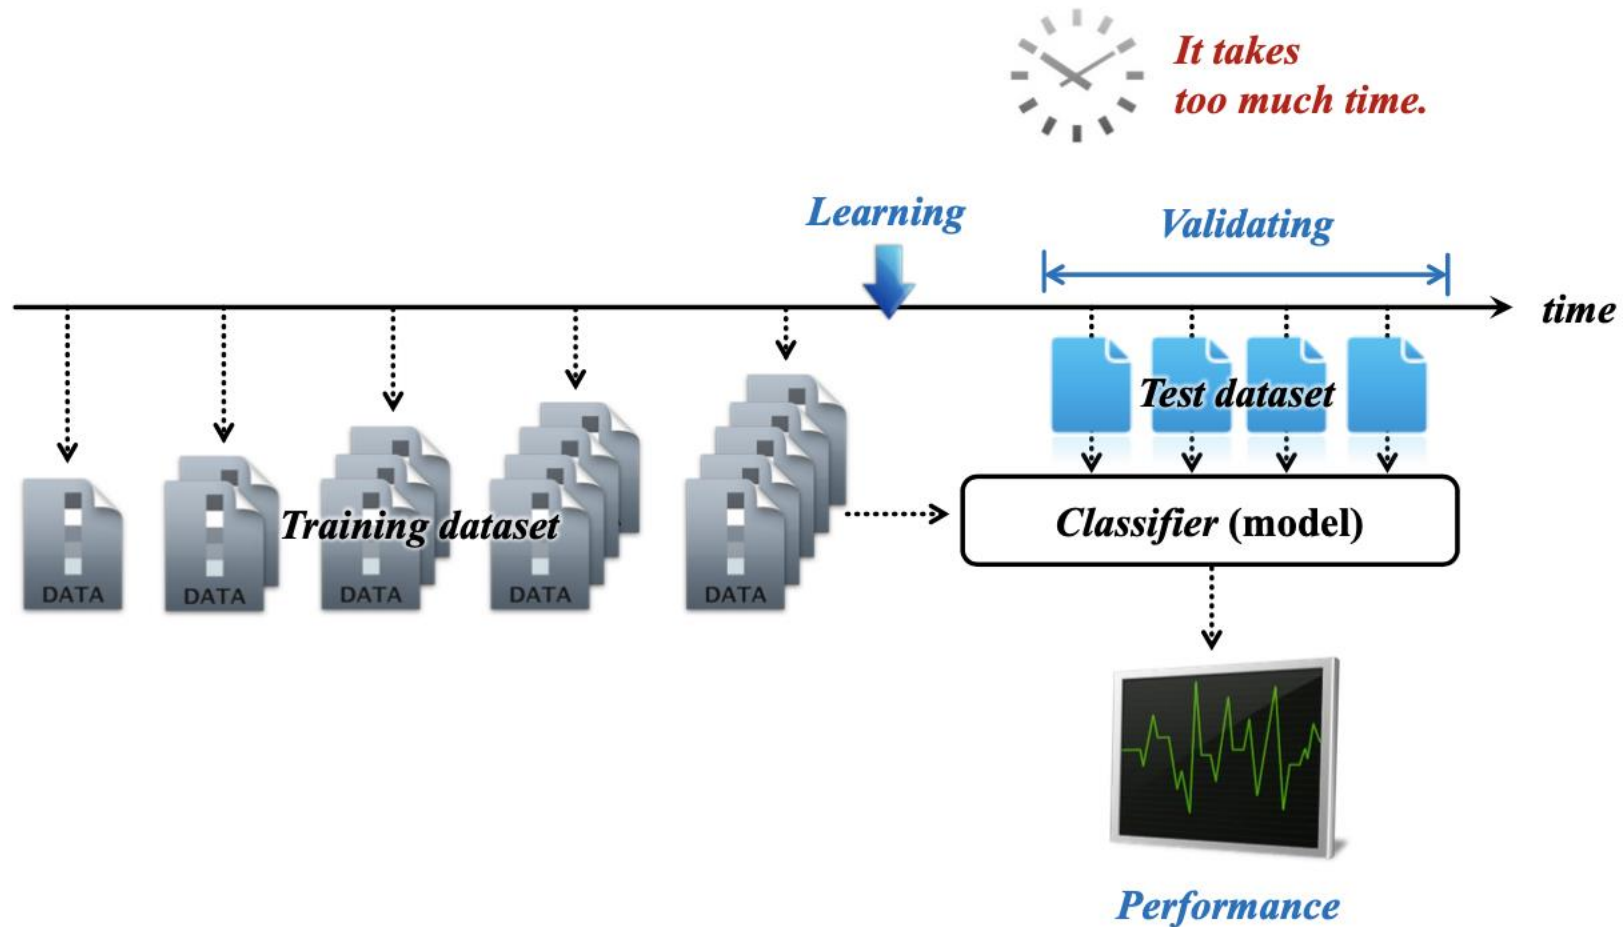 It takes
too much time.
Learning
Validating
time
Test dataset
Training dataset
Classifier (model)
DATA
DATA
DATA
DATA
DATA
Performance